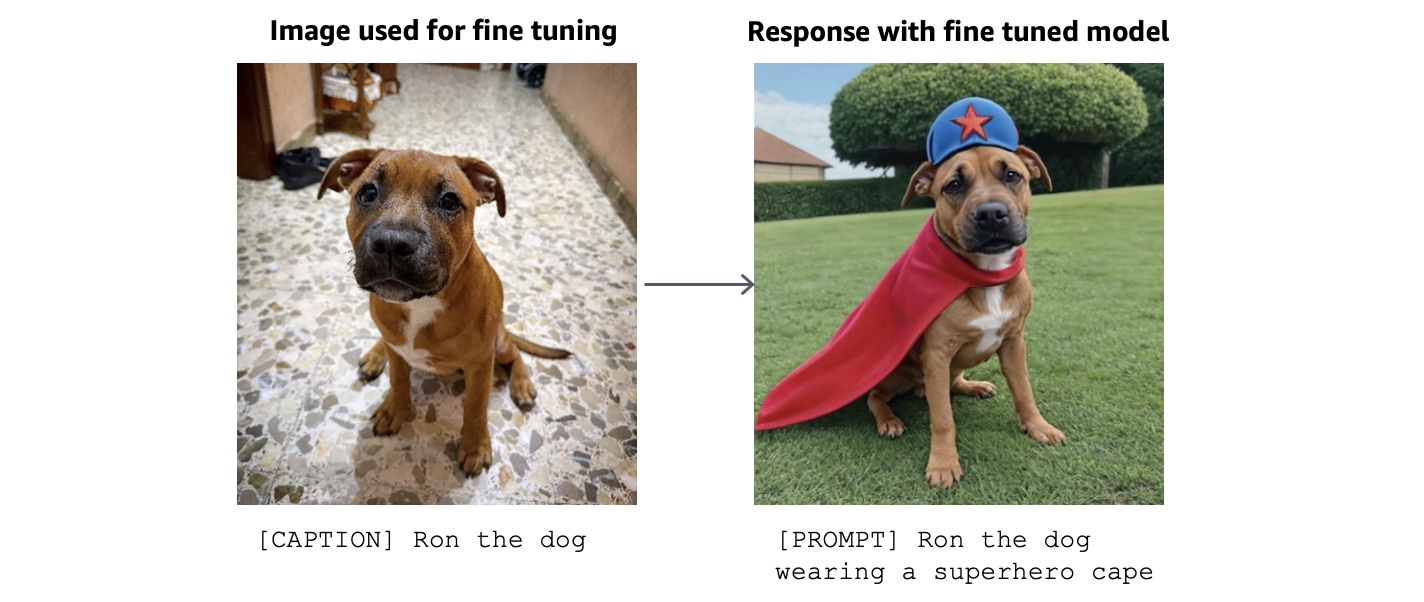 Image used for fine tuning
Response with fine tuned model
[CAPTION] Ron the dog
[PROMPT] Ron the dog
wearing a superhero cape